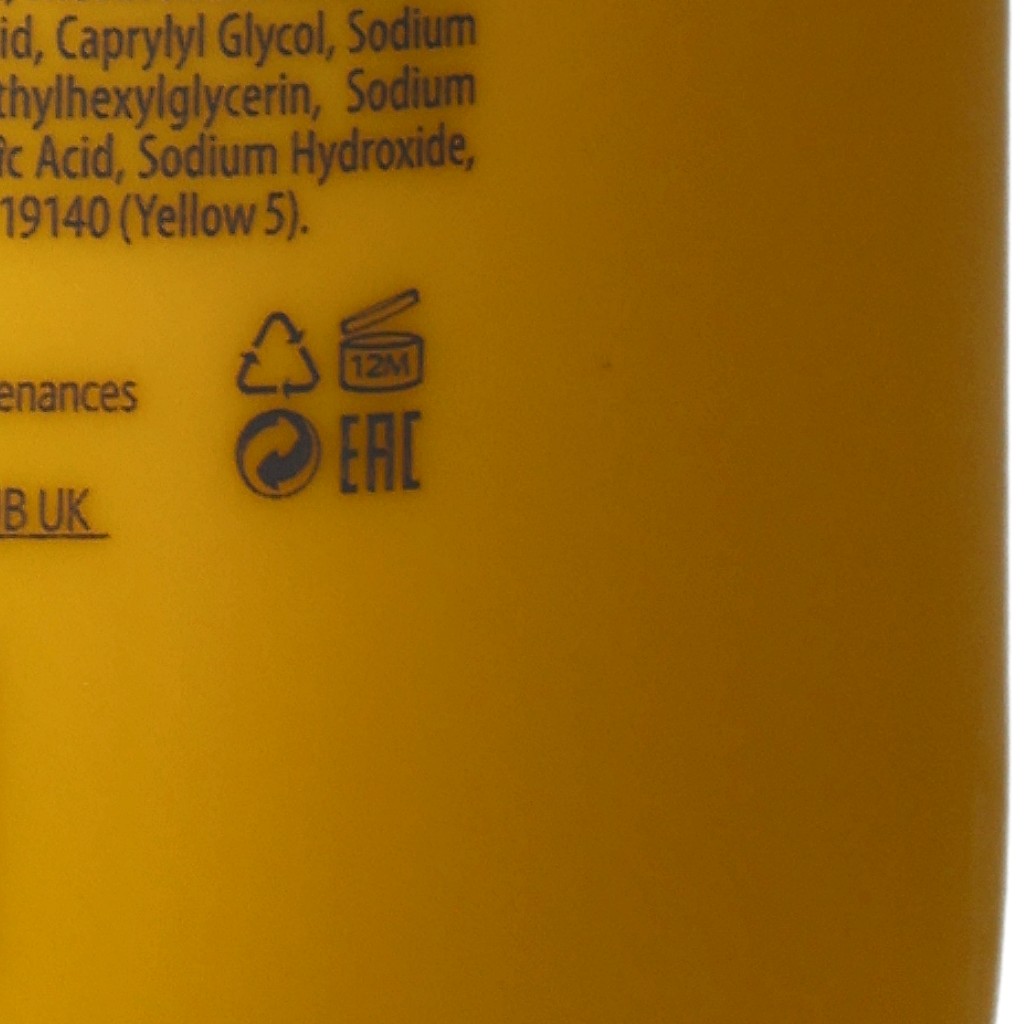 id, Caprylyl Glycol, Sodium
thylhexylglycerin, Sodium
ic Acid, Sodium Hydroxide,
19140 (Yellow 5).
12M
enances
EAC
B UK